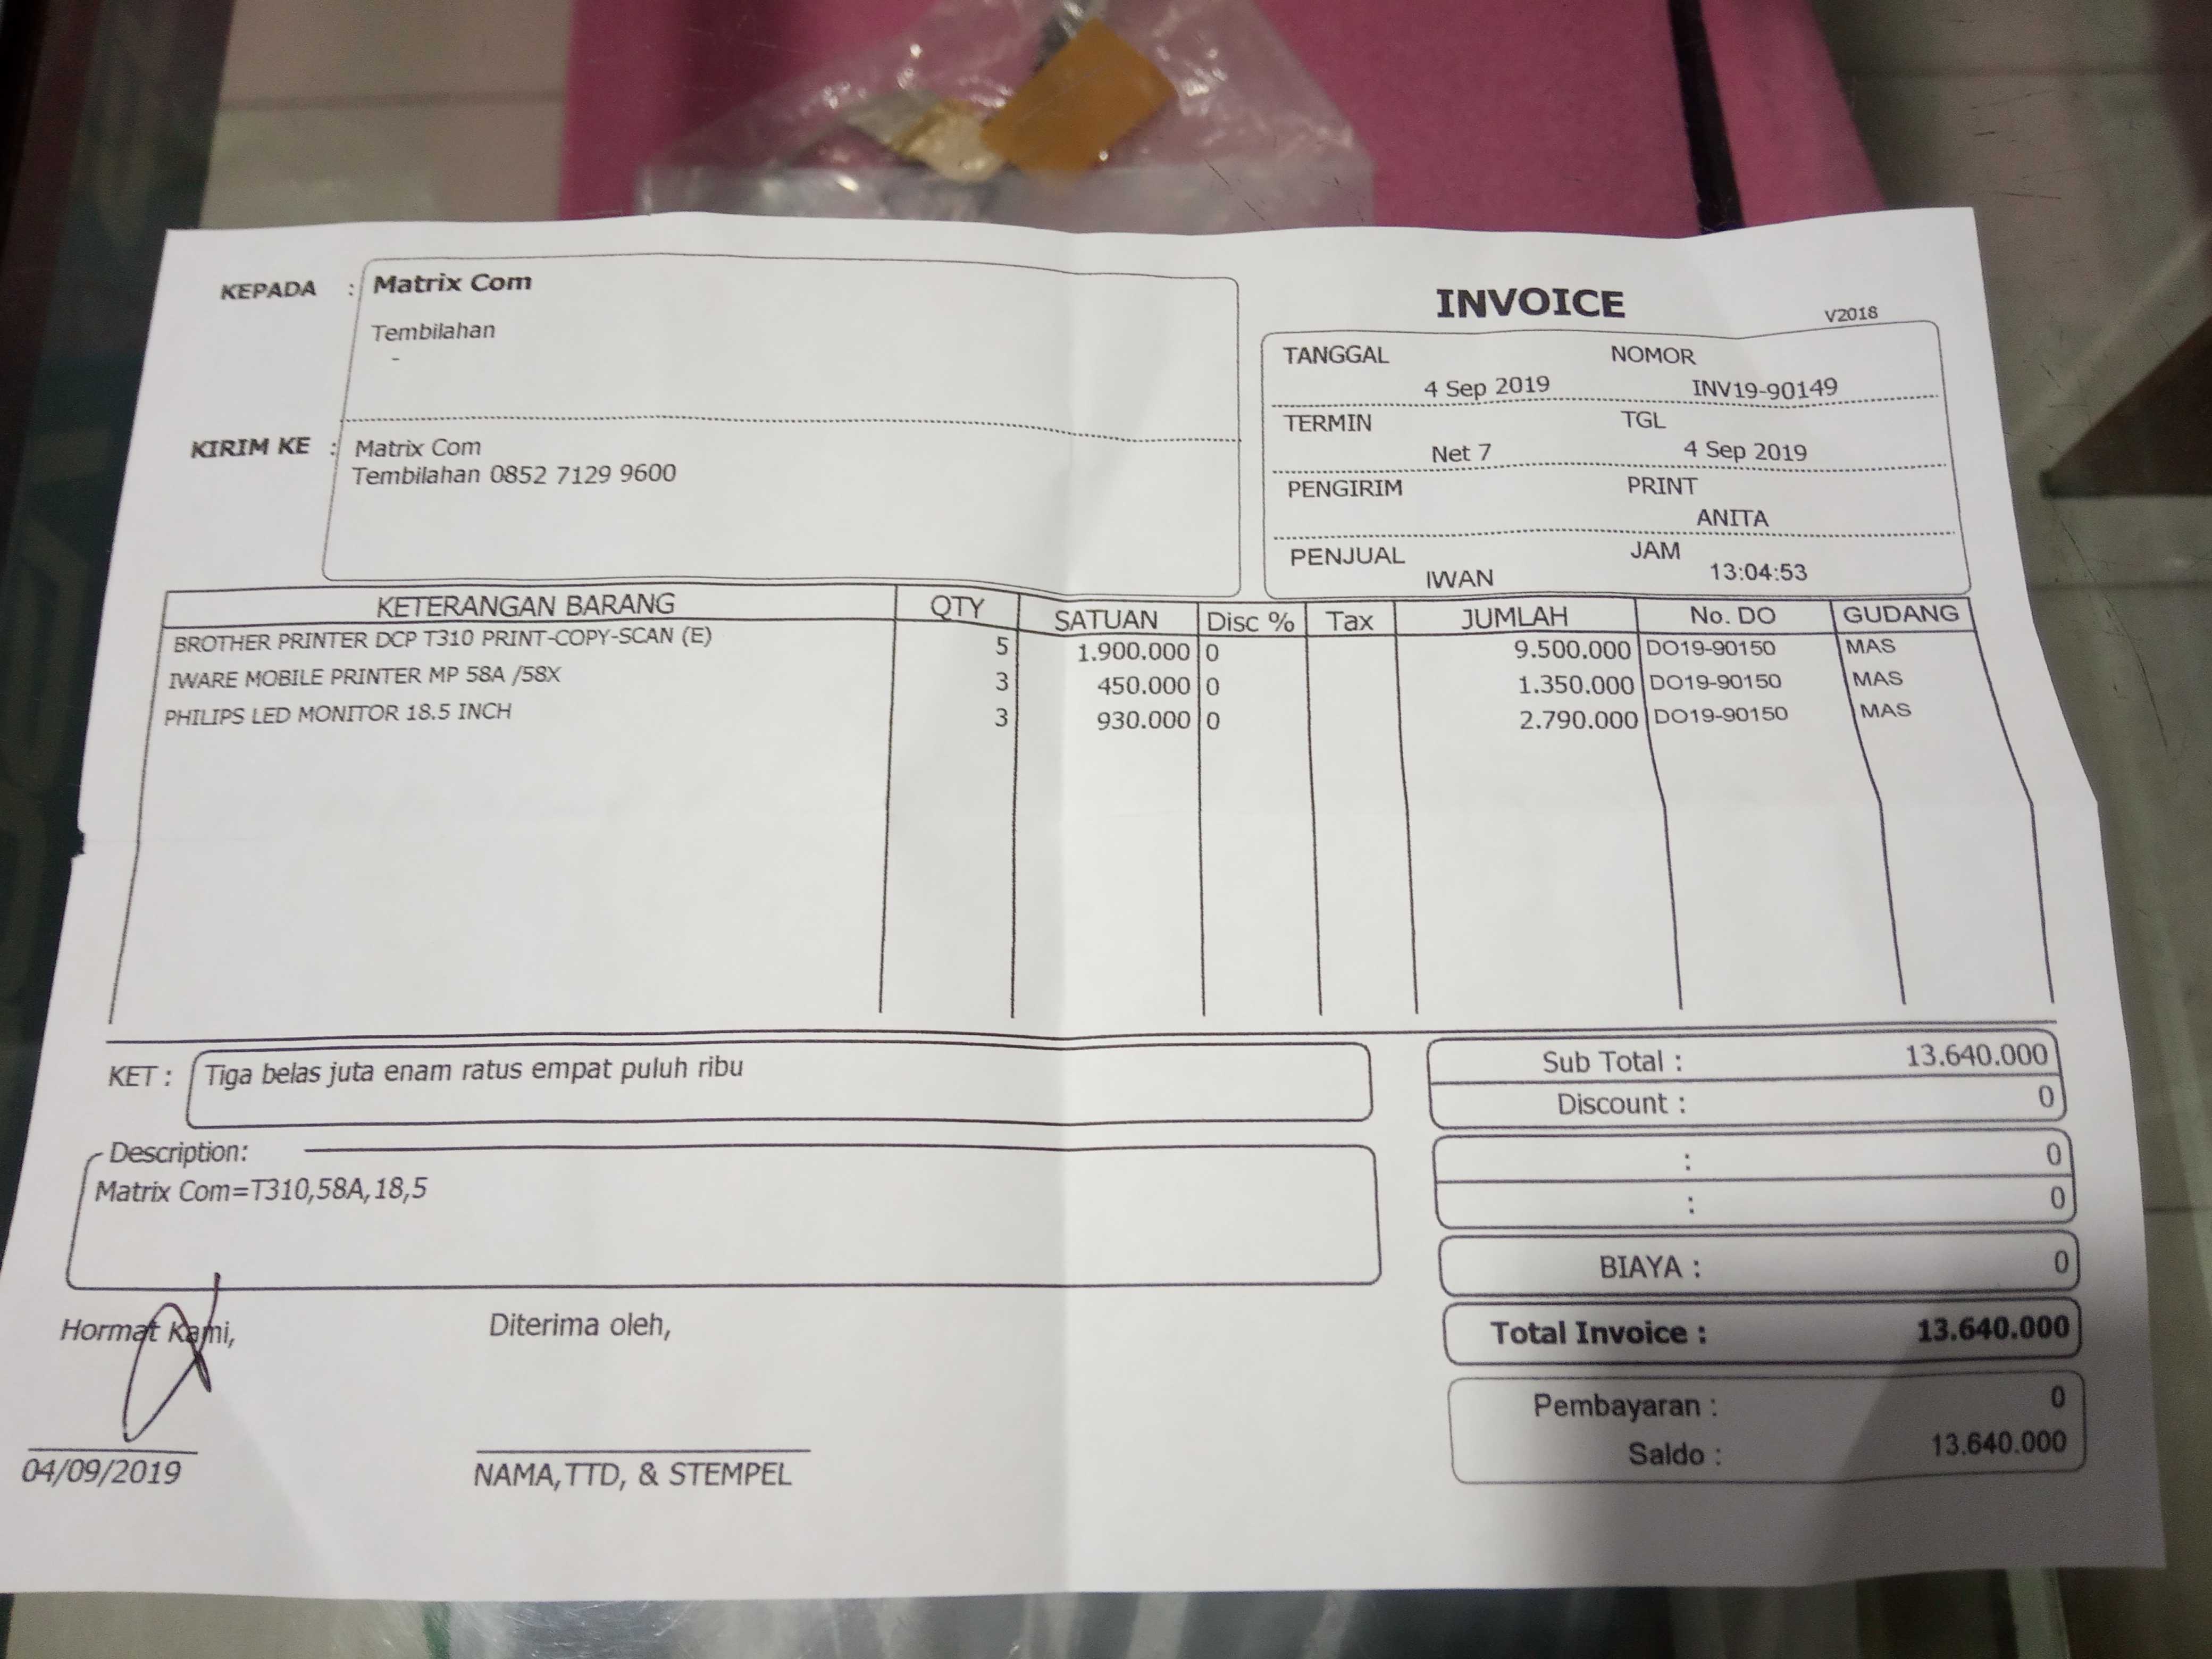 KEPADA : Matrix Com
Tembilahan
-
KIRIM KE : Matrix Com
Tembilahan 0852 7129 9600
INVOICE
V2018
TANGGAL NOMOR
4 Sep 2019 INV19-90149
TERMIN TGL
Net 7 4 Sep 2019
PENGIRIM PRINT
ANITA
PENJUAL JAM
IWAN 13:04:53
KETERANGAN BARANG QTY SATUAN Disc % Tax JUMLAH No. DO GUDANG
BROTHER PRINTER DCP T310 PRINT-COPY-SCAN (E) 5 1.900.000 0 9.500.000 DO19-90150 MAS
IWARE MOBILE PRINTER MP 58A /58X 3 450.000 0 1.350.000 DO19-90150 MAS
PHILIPS LED MONITOR 18.5 INCH 3 930.000 0 2.790.000 DO19-90150 MAS
KET : Tiga belas juta enam ratus empat puluh ribu
Description:
Matrix Com=T310,58A,18,5
Sub Total : 13.640.000
Discount : 0
: 0
: 0
BIAYA : 0
Total Invoice : 13.640.000
Pembayaran : 0
Saldo : 13.640.000
Hormat Kami, Diterima oleh,
04/09/2019 NAMA,TTD, & STEMPEL